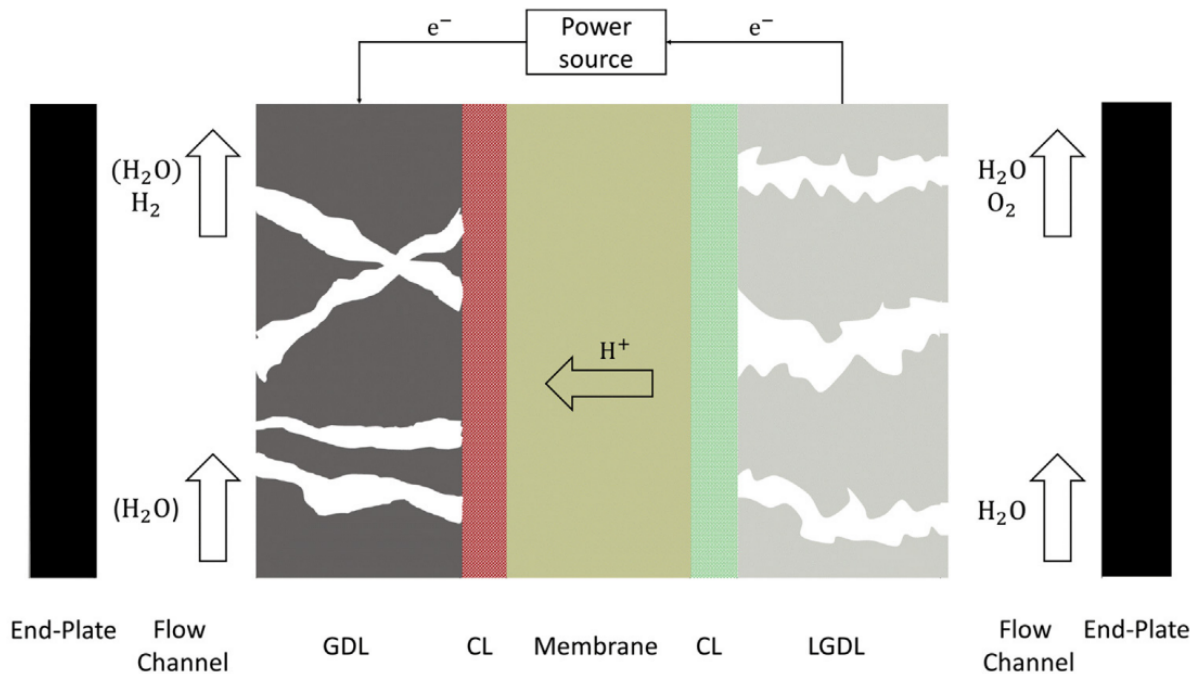 e⁻
Power
source
e⁻
(H₂O)
H₂
H₂O
O₂
H⁺
(H₂O)
H₂O
End-Plate
Flow
Channel
GDL
CL
Membrane
CL
LGDL
Flow
Channel
End-Plate